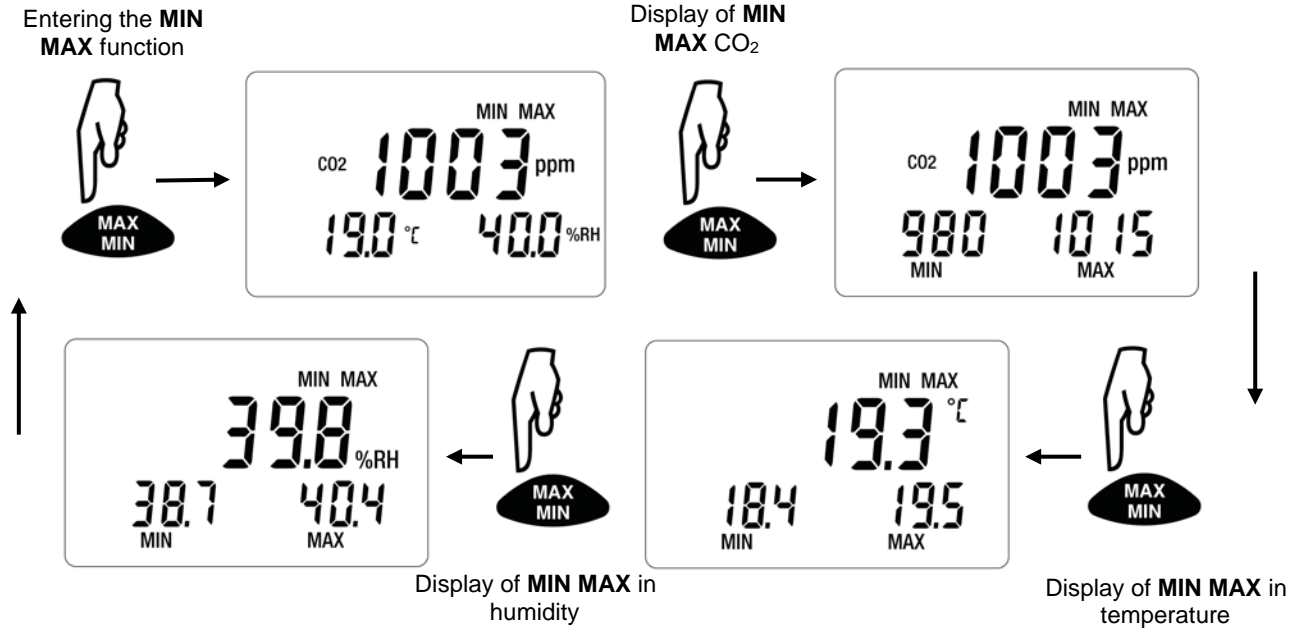 Entering the MIN
MAX function
MAX
MIN
MIN MAX
CO2 1003 ppm
19.0 °C 40.0 %RH
Display of MIN
MAX CO₂
MAX
MIN
MIN MAX
CO2 1003 ppm
980 1015
MIN MAX
MIN MAX
19.3 °C
18.4 19.5
MIN MAX
MAX
MIN
Display of MIN MAX in
temperature
MIN MAX
39.8 %RH
38.7 40.4
MIN MAX
MAX
MIN
Display of MIN MAX in
humidity